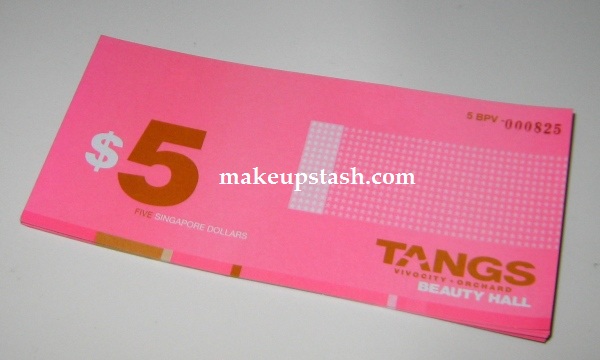 5 BPV -000825
$5
makeupstash.com
FIVE SINGAPORE DOLLARS
TANGS
VIVOCITY • ORCHARD
BEAUTY HALL